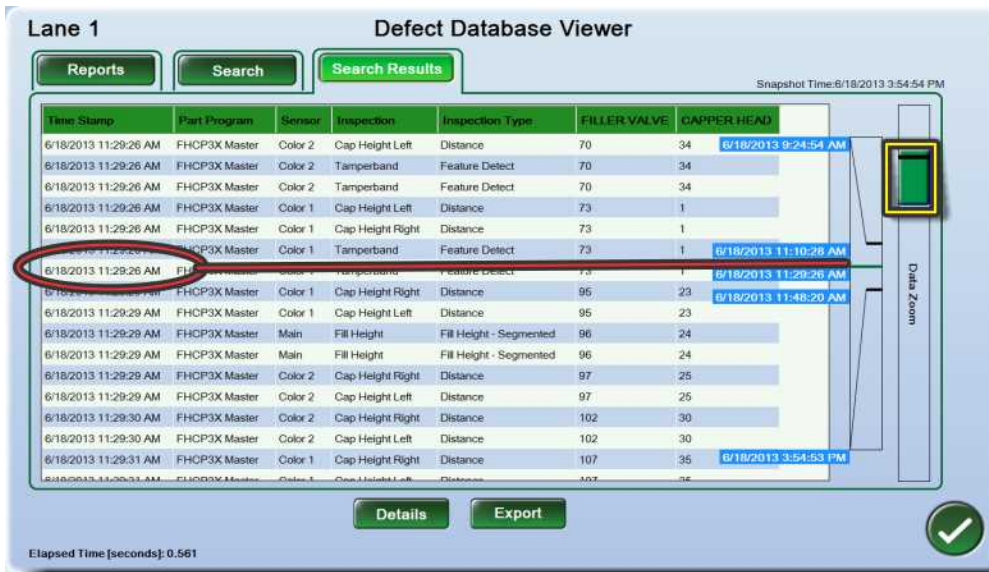 Lane 1 Defect Database Viewer
Reports Search Search Results
Snapshot Time:6/18/2013 3:54:54 PM
Time Stamp Part Program Sensor Inspection Inspection Type FILLER VALVE CAPPER HEAD
6/18/2013 11:29:26 AM FHCP3X Master Color 2 Cap Height Left Distance 70 34 6/18/2013 9:24:54 AM
6/18/2013 11:29:26 AM FHCP3X Master Color 2 Tamperband Feature Detect 70 34
6/18/2013 11:29:26 AM FHCP3X Master Color 2 Tamperband Feature Detect 70 34
6/18/2013 11:29:26 AM FHCP3X Master Color 1 Cap Height Left Distance 73 1
6/18/2013 11:29:26 AM FHCP3X Master Color 1 Cap Height Right Distance 73 1
Master Color 1 Tamperband Feature Detect 73 1 6/18/2013 11:10:28 AM
6/18/2013 11:29:26 AM 6/18/2013 11:29:26 AM
FHCP3X Master Color 1 Cap Height Right Distance 95 23 6/18/2013 11:48:20 AM
6/18/2013 11:29:29 AM FHCP3X Master Color 1 Cap Height Left Distance 95 23
6/18/2013 11:29:29 AM FHCP3X Master Main Fill Height Fill Height - Segmented 96 24
6/18/2013 11:29:29 AM FHCP3X Master Main Fill Height Fill Height - Segmented 96 24
6/18/2013 11:29:29 AM FHCP3X Master Color 2 Cap Height Right Distance 97 25
6/18/2013 11:29:29 AM FHCP3X Master Color 2 Cap Height Left Distance 97 25
6/18/2013 11:29:30 AM FHCP3X Master Color 2 Cap Height Right Distance 102 30
6/18/2013 11:29:30 AM FHCP3X Master Color 2 Cap Height Left Distance 102 30
6/18/2013 11:29:31 AM FHCP3X Master Color 1 Cap Height Right Distance 107 35 6/18/2013 3:54:53 PM
Data Zoom
Details Export
Elapsed Time [seconds]: 0.561